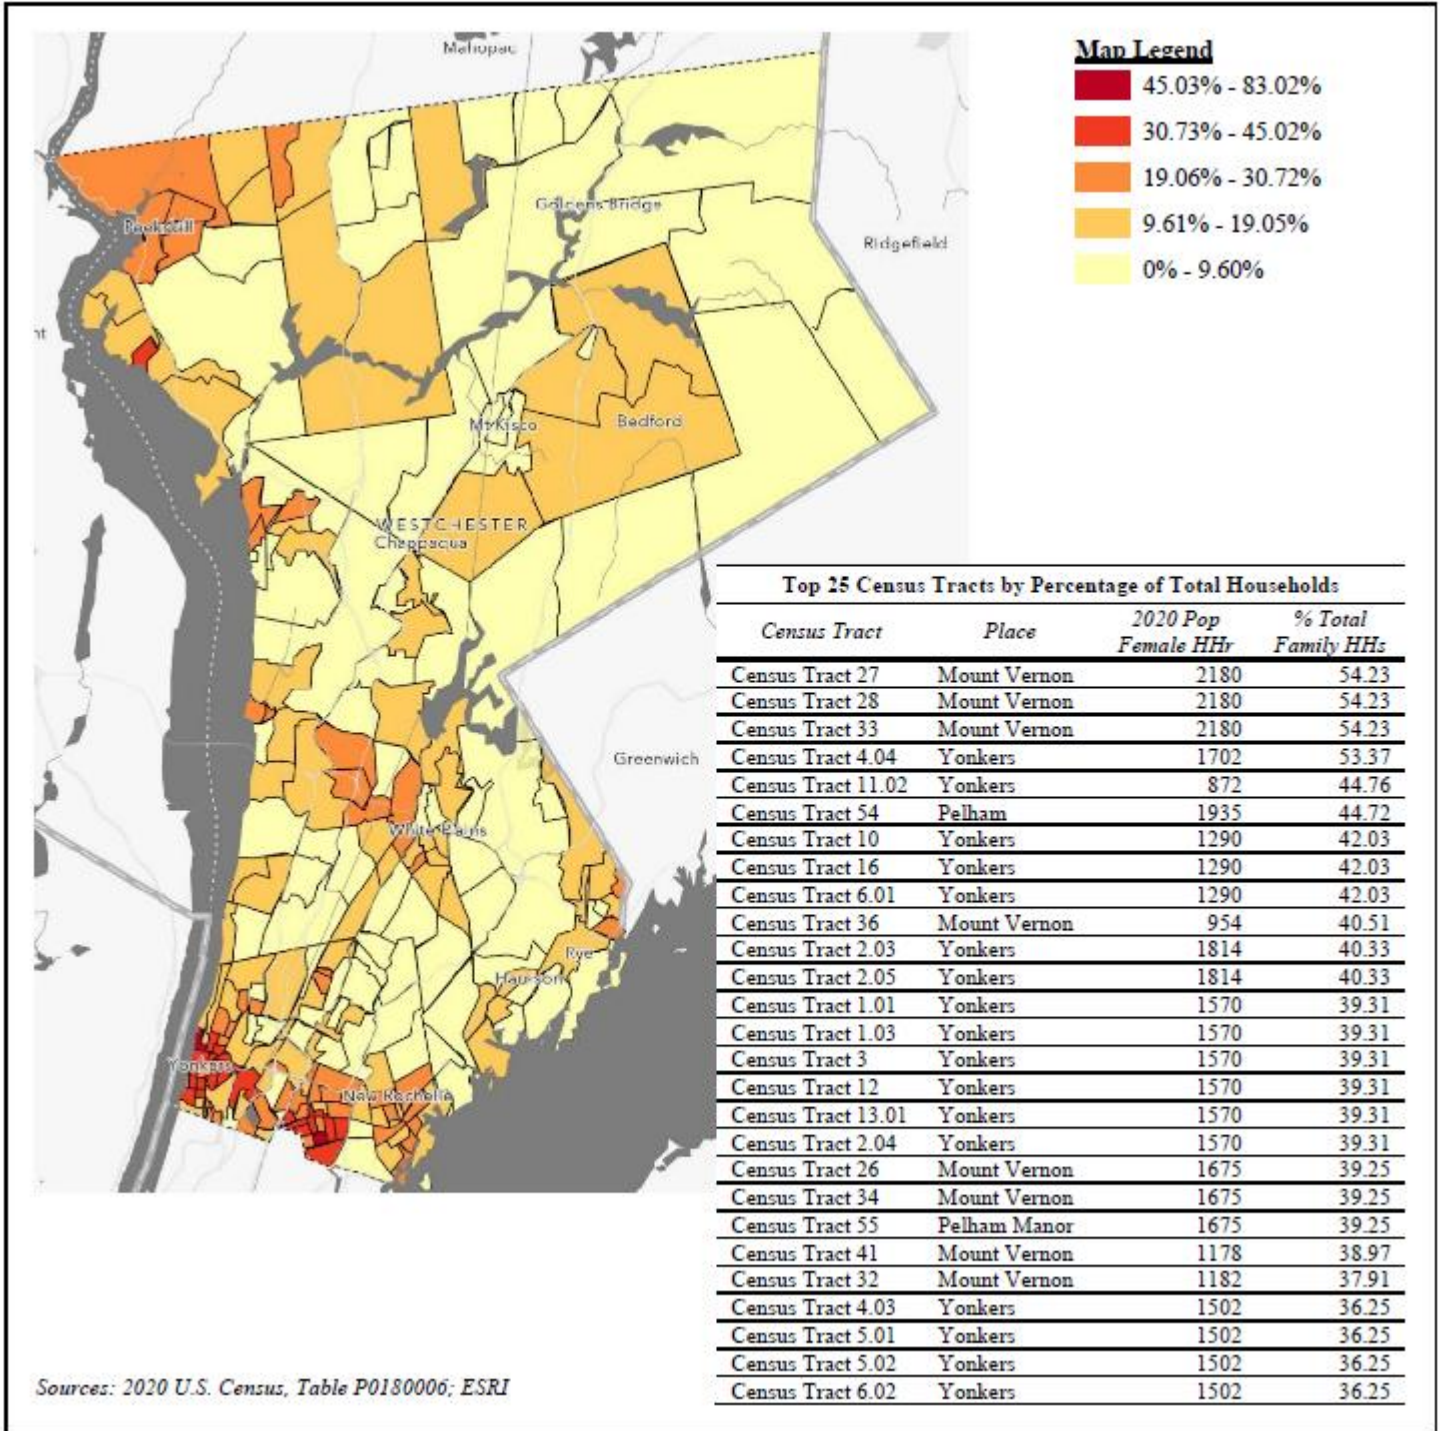 Mahopac
Goldens Bridge
Peekskill
Ridgefield
nt
Mt Kisco
Bedford
WESTCHESTER
Chappaqua
Greenwich
White Plains
Rye
Harrison
Yonkers
New Rochelle
Map Legend
45.03% - 83.02%
30.73% - 45.02%
19.06% - 30.72%
9.61% - 19.05%
0% - 9.60%
Top 25 Census Tracts by Percentage of Total Households
Census Tract Place 2020 Pop Female HHr % Total Family HHs
Census Tract 27 Mount Vernon 2180 54.23
Census Tract 28 Mount Vernon 2180 54.23
Census Tract 33 Mount Vernon 2180 54.23
Census Tract 4.04 Yonkers 1702 53.37
Census Tract 11.02 Yonkers 872 44.76
Census Tract 54 Pelham 1935 44.72
Census Tract 10 Yonkers 1290 42.03
Census Tract 16 Yonkers 1290 42.03
Census Tract 6.01 Yonkers 1290 42.03
Census Tract 36 Mount Vernon 954 40.51
Census Tract 2.03 Yonkers 1814 40.33
Census Tract 2.05 Yonkers 1814 40.33
Census Tract 1.01 Yonkers 1570 39.31
Census Tract 1.03 Yonkers 1570 39.31
Census Tract 3 Yonkers 1570 39.31
Census Tract 12 Yonkers 1570 39.31
Census Tract 13.01 Yonkers 1570 39.31
Census Tract 2.04 Yonkers 1570 39.31
Census Tract 26 Mount Vernon 1675 39.25
Census Tract 34 Mount Vernon 1675 39.25
Census Tract 55 Pelham Manor 1675 39.25
Census Tract 41 Mount Vernon 1178 38.97
Census Tract 32 Mount Vernon 1182 37.91
Census Tract 4.03 Yonkers 1502 36.25
Census Tract 5.01 Yonkers 1502 36.25
Census Tract 5.02 Yonkers 1502 36.25
Census Tract 6.02 Yonkers 1502 36.25
Sources: 2020 U.S. Census, Table P0180006; ESRI